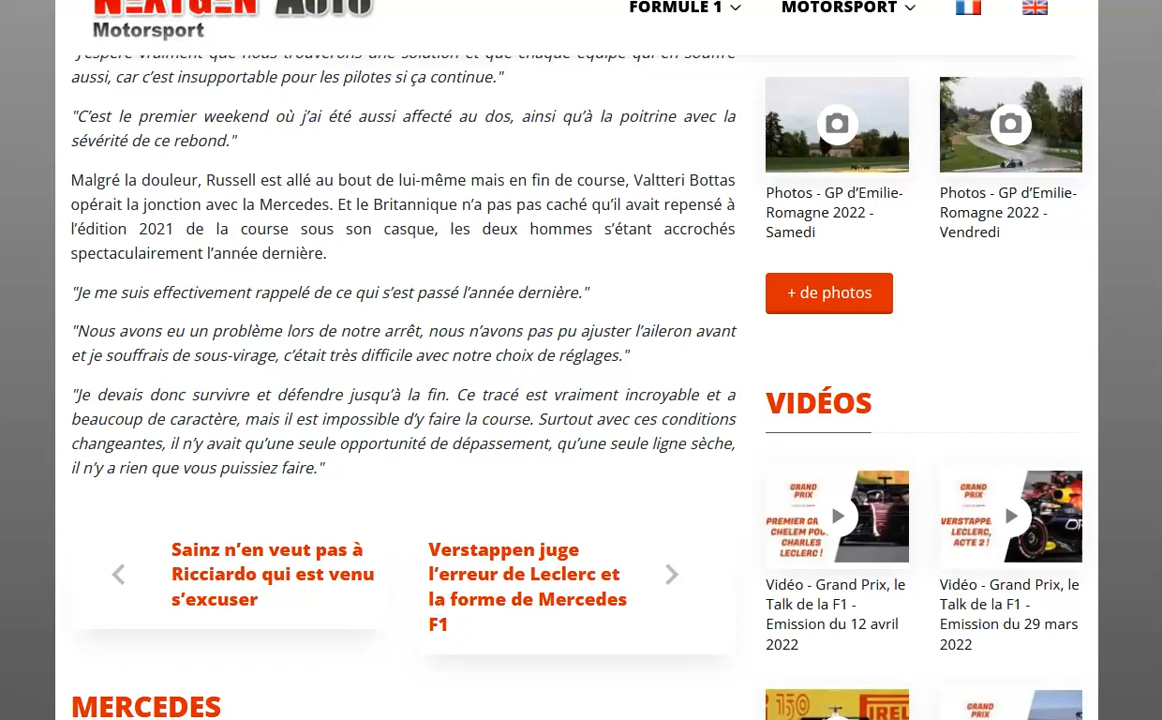 NEXTGEN Auto
Motorsport
FORMULE 1
MOTORSPORT
"J'espère vraiment que nous trouverons une solution et que chaque équipe qui en souffre
aussi, car c'est insupportable pour les pilotes si ça continue."
"C'est le premier weekend où j'ai été aussi affecté au dos, ainsi qu'à la poitrine avec la
sévérité de ce rebond."
Malgré la douleur, Russell est allé au bout de lui-même mais en fin de course, Valtteri Bottas
opérait la jonction avec la Mercedes. Et le Britannique n'a pas pas caché qu'il avait repensé à
l'édition 2021 de la course sous son casque, les deux hommes s'étant accrochés
spectaculairement l'année dernière.
"Je me suis effectivement rappelé de ce qui s'est passé l'année dernière."
"Nous avons eu un problème lors de notre arrêt, nous n'avons pas pu ajuster l'aileron avant
et je souffrais de sous-virage, c'était très difficile avec notre choix de réglages."
"Je devais donc survivre et défendre jusqu'à la fin. Ce tracé est vraiment incroyable et a
beaucoup de caractère, mais il est impossible d'y faire la course. Surtout avec ces conditions
changeantes, il n'y avait qu'une seule opportunité de dépassement, qu'une seule ligne sèche,
il n'y a rien que vous puissiez faire."
Sainz n'en veut pas à
Ricciardo qui est venu
s'excuser
Verstappen juge
l'erreur de Leclerc et
la forme de Mercedes
F1
MERCEDES
Photos - GP d'Emilie-
Romagne 2022 -
Samedi
Photos - GP d'Emilie-
Romagne 2022 -
Vendredi
+ de photos
VIDÉOS
GRAND
PRIX
PREMIER GR
CHELEM POU
CHARLES
LECLERC !
GRAND
PRIX
VERSTAPPE
LECLERC,
ACTE 2 !
Vidéo - Grand Prix, le
Talk de la F1 -
Emission du 12 avril
2022
Vidéo - Grand Prix, le
Talk de la F1 -
Emission du 29 mars
2022
150
IREL
GRAND
PRIX